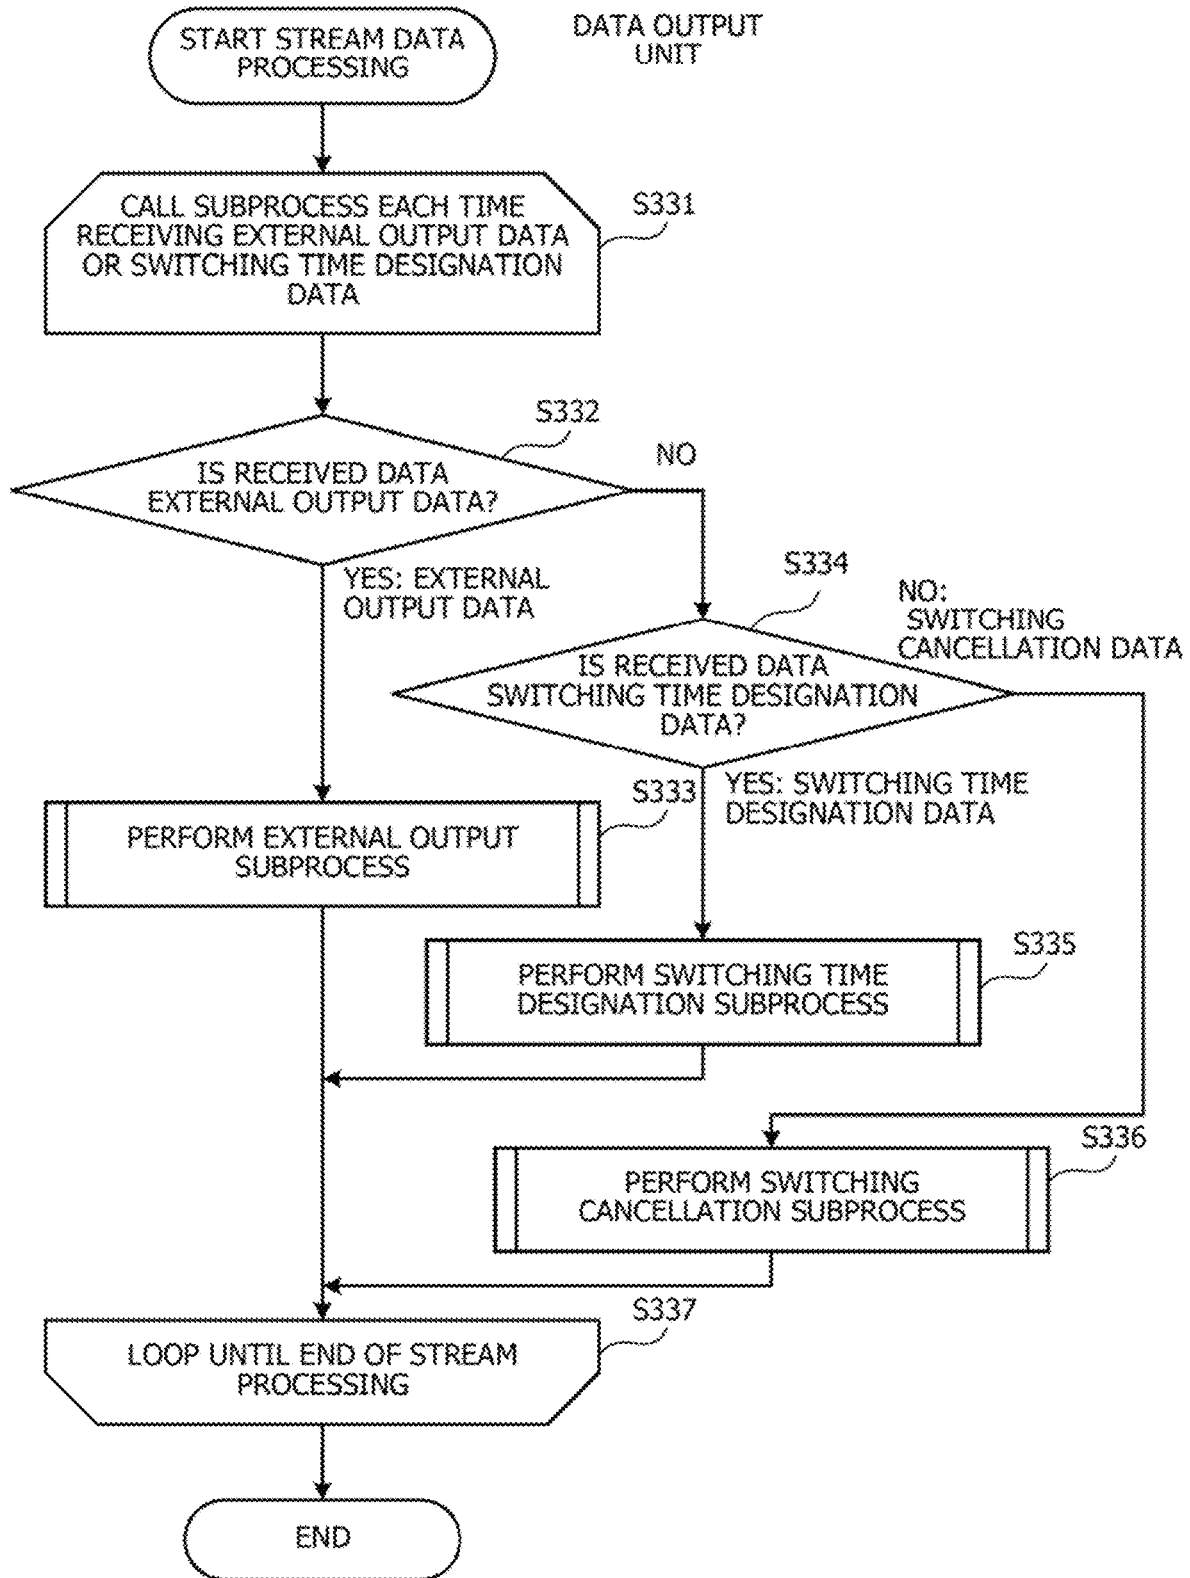 START STREAM DATA
PROCESSING
DATA OUTPUT
UNIT
CALL SUBPROCESS EACH TIME
RECEIVING EXTERNAL OUTPUT DATA
OR SWITCHING TIME DESIGNATION
DATA
S331
S332
IS RECEIVED DATA
EXTERNAL OUTPUT DATA?
NO
YES: EXTERNAL
OUTPUT DATA
S334
NO:
SWITCHING
CANCELLATION DATA
IS RECEIVED DATA
SWITCHING TIME DESIGNATION
DATA?
YES: SWITCHING TIME
DESIGNATION DATA
S333
PERFORM EXTERNAL OUTPUT
SUBPROCESS
S335
PERFORM SWITCHING TIME
DESIGNATION SUBPROCESS
S336
PERFORM SWITCHING
CANCELLATION SUBPROCESS
S337
LOOP UNTIL END OF STREAM
PROCESSING
END